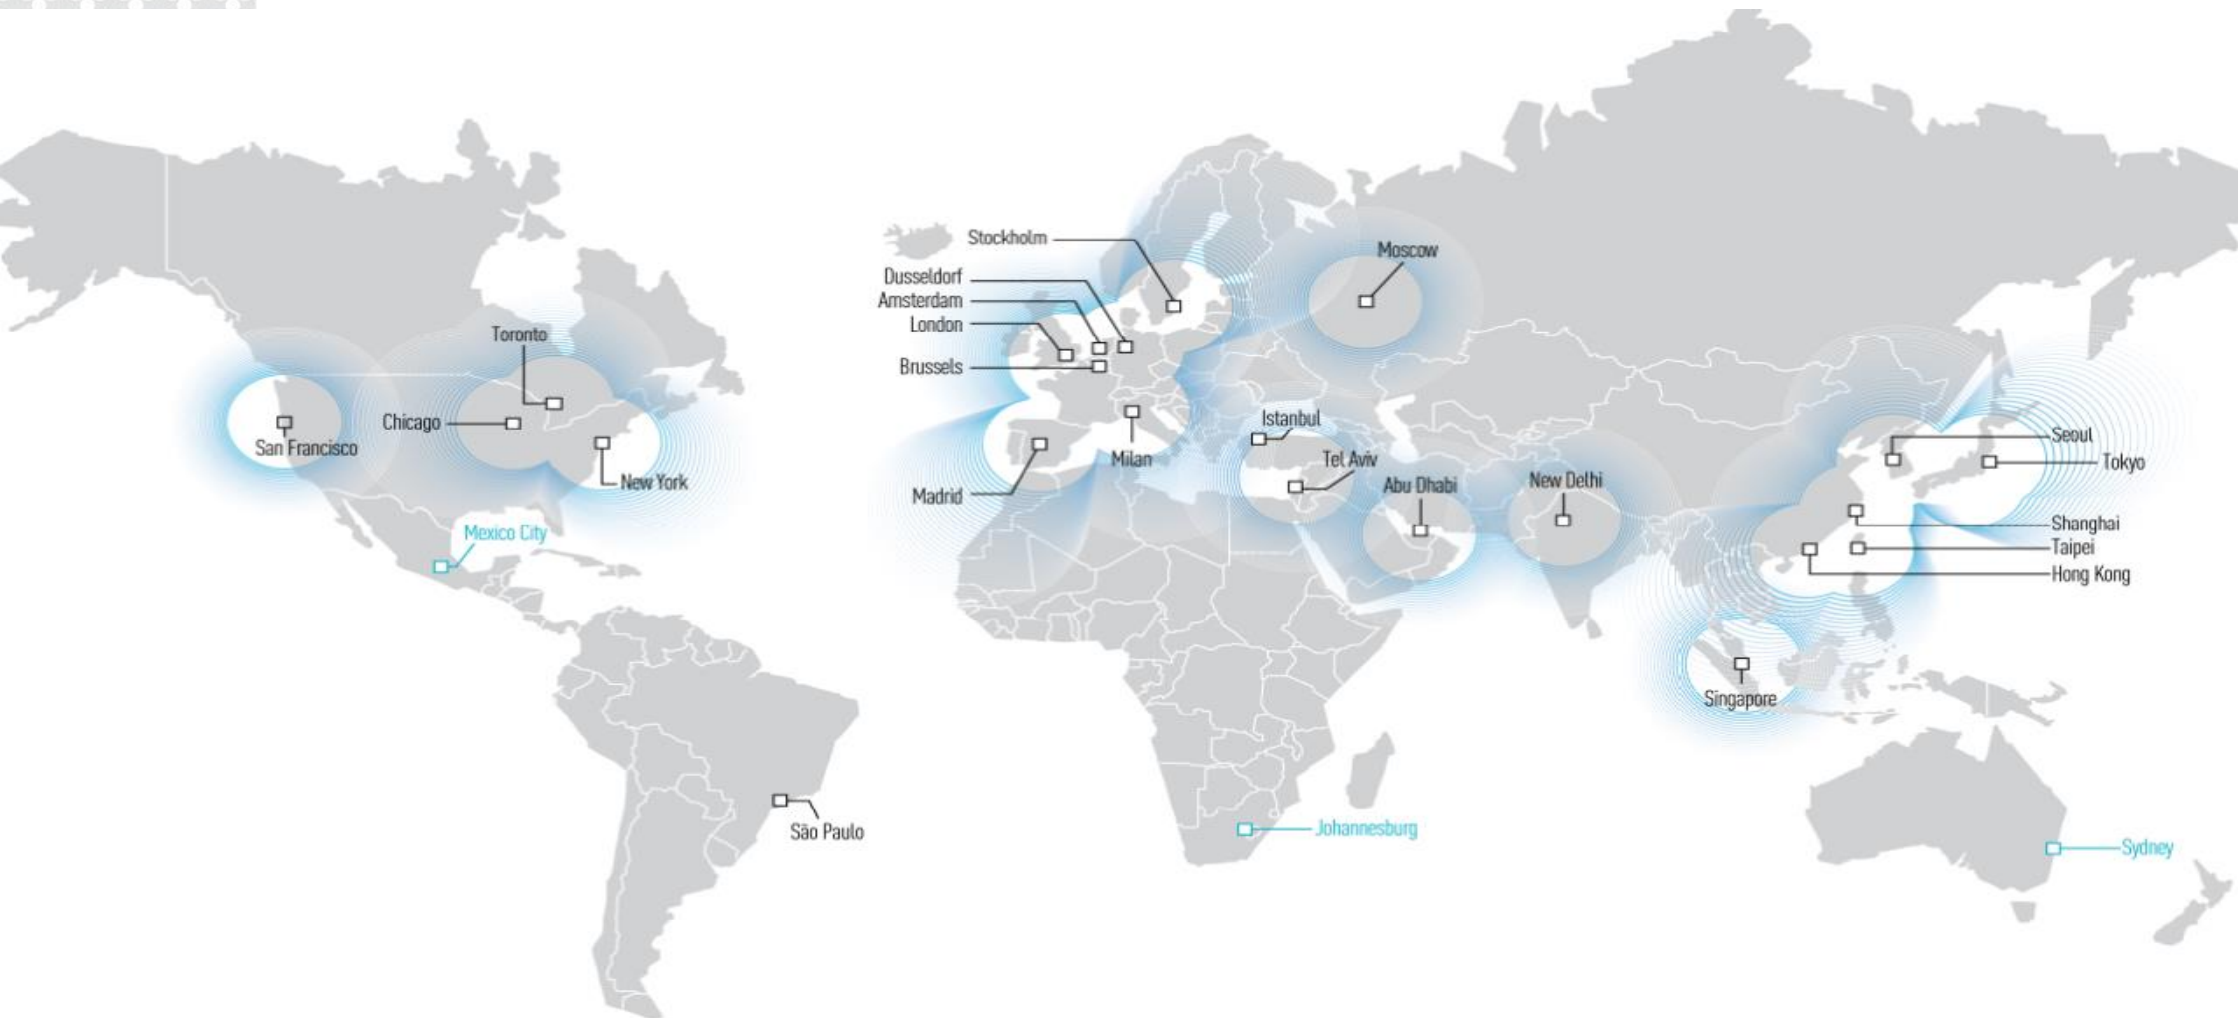 Toronto
Chicago
San Francisco
New York
Mexico City
São Paulo
Stockholm
Dusseldorf
Amsterdam
London
Brussels
Madrid
Milan
Moscow
Istanbul
Tel Aviv
Abu Dhabi
New Delhi
Johannesburg
Seoul
Tokyo
Shanghai
Taipei
Hong Kong
Singapore
Sydney